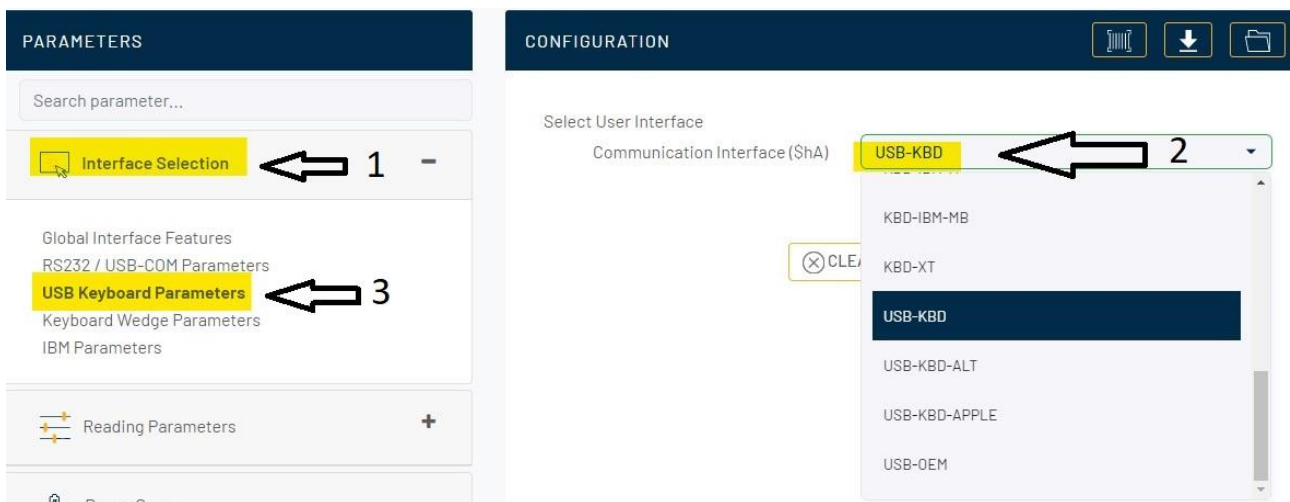 PARAMETERS
Search parameter...
Interface Selection
1
Global Interface Features
RS232 / USB-COM Parameters
USB Keyboard Parameters
3
Keyboard Wedge Parameters
IBM Parameters
Reading Parameters
CONFIGURATION
Select User Interface
Communication Interface ($hA)
USB-KBD
2
KBD-IBM-MB
KBD-XT
USB-KBD
USB-KBD-ALT
USB-KBD-APPLE
USB-OEM